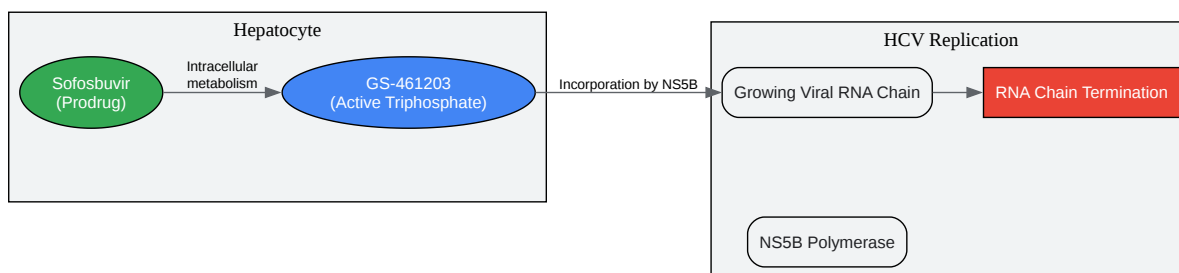 Hepatocyte
Sofosbuvir
(Prodrug)
Intracellular
metabolism
GS-461203
(Active Triphosphate)
Incorporation by NS5B
HCV Replication
Growing Viral RNA Chain
RNA Chain Termination
NS5B Polymerase